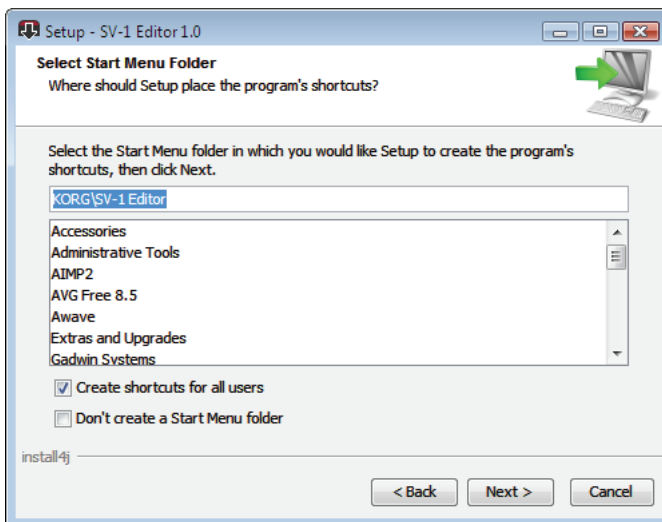 Setup - SV-1 Editor 1.0
Select Start Menu Folder
Where should Setup place the program's shortcuts?
Select the Start Menu folder in which you would like Setup to create the program's
shortcuts, then click Next.
KORG\SV-1 Editor
Accessories
Administrative Tools
AIMP2
AVG Free 8.5
Awave
Extras and Upgrades
Gadwin Systems
Create shortcuts for all users
Don't create a Start Menu folder
install4j
< Back Next > Cancel